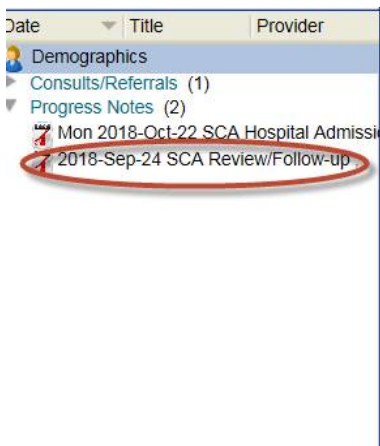 Date Title Provider
Demographics
Consults/Referrals (1)
Progress Notes (2)
Mon 2018-Oct-22 SCA Hospital Admissi
2018-Sep-24 SCA Review/Follow-up